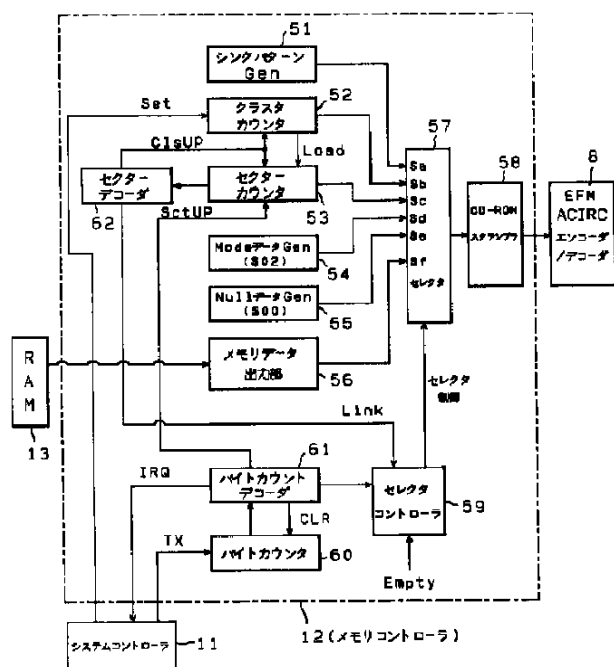 51
シンクパターン
Gen
Set
52
クラスタ
カウンタ
ClsUP
Load
57
58
8
セクター
デコーダ
62
セクター
カウンタ
53
SctUP
Sa
Sb
Sc
Sd
Se
Sf
セレクタ
CD-ROM
スクランブラ
EFM
ACIRC
エンコーダ
/デコーダ
ModeデータGen
(S02)
54
NullデータGen
(S00)
55
RAM
13
メモリデータ
出力部
56
セレクタ
制御
Link
IRQ
61
バイトカウント
デコーダ
CLR
セレクタ
コントローラ
59
TX
バイトカウンタ
60
Empty
システムコントローラ
11
12(メモリコントローラ)